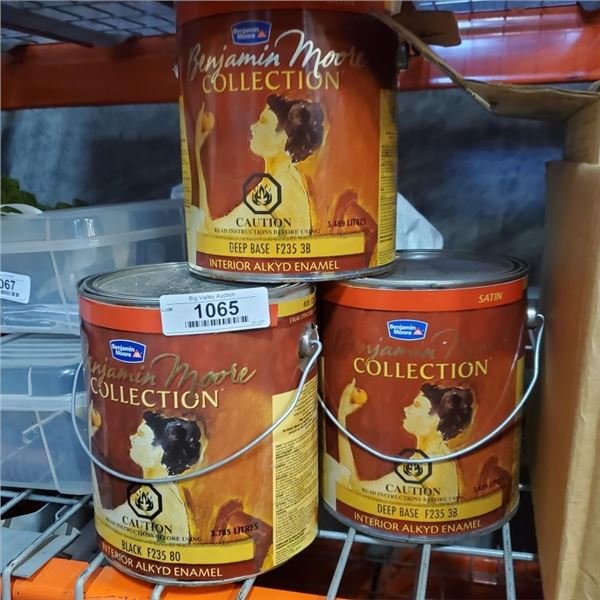 Benjamin
Moore
Benjamin Moore
COLLECTION
CAUTION
READ INSTRUCTIONS BEFORE USING
3.489 LITRES
DEEP BASE F235 3B
INTERIOR ALKYD ENAMEL
067
Big Valley Auction
1065
Benjamin
Moore
Benjamin Moore
COLLECTION
CAUTION
READ INSTRUCTIONS BEFORE USING
3.785 LITRES
BLACK F235 80
INTERIOR ALKYD ENAMEL
SATIN
Benjamin
Moore
Benjamin Moore
COLLECTION
CAUTION
READ INSTRUCTIONS BEFORE USING
DEEP BASE F235 3B
INTERIOR ALKYD ENAMEL